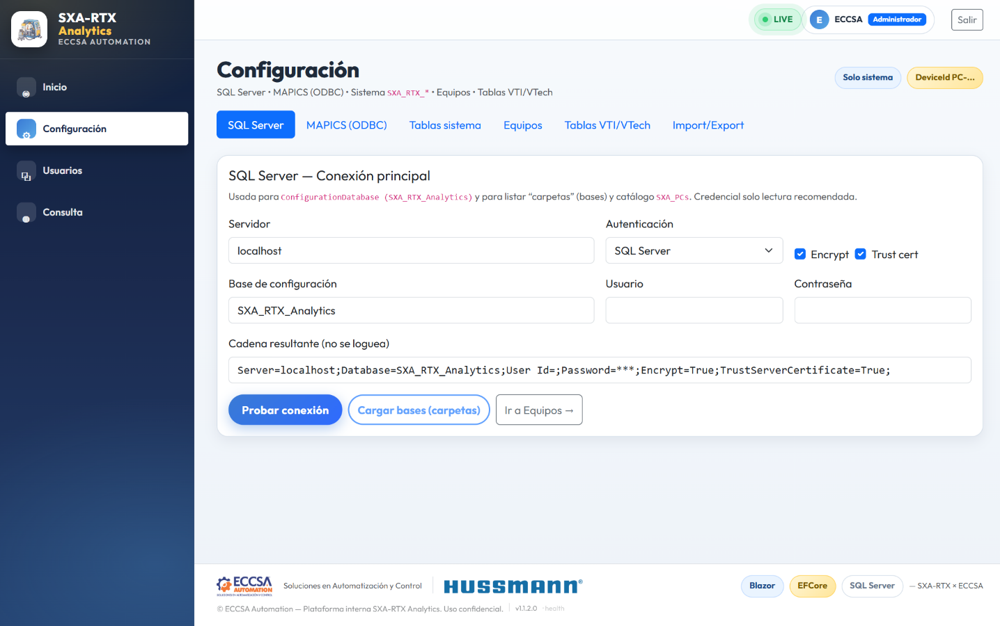 SXA-RTX
Analytics
ECCSA AUTOMATION
Inicio
Configuración
Usuarios
Consulta
LIVE
E ECCSA Administrador
Salir
Configuración
SQL Server • MAPICS (ODBC) • Sistema SXA_RTX_* • Equipos • Tablas VTI/VTech
Solo sistema
DeviceId PC-...
SQL Server MAPICS (ODBC) Tablas sistema Equipos Tablas VTI/VTech Import/Export
SQL Server — Conexión principal
Usada para ConfigurationDatabase (SXA_RTX_Analytics) y para listar “carpetas” (bases) y catálogo SXA_PCs. Credencial solo lectura recomendada.
Servidor
localhost
Autenticación
SQL Server
Encrypt Trust cert
Base de configuración
SXA_RTX_Analytics
Usuario
Contraseña
Cadena resultante (no se loguea)
Server=localhost;Database=SXA_RTX_Analytics;User Id=;Password=***;Encrypt=True;TrustServerCertificate=True;
Probar conexión
Cargar bases (carpetas)
Ir a Equipos →
ECCSA
AUTOMATION
SOLUCIONES EN AUTOMATIZACIÓN Y CONTROL
Soluciones en Automatización y Control
HUSSMANN®
Blazor EFCore SQL Server — SXA-RTX × ECCSA
© ECCSA Automation — Plataforma interna SXA-RTX Analytics. Uso confidencial. v1.1.2.0 · health